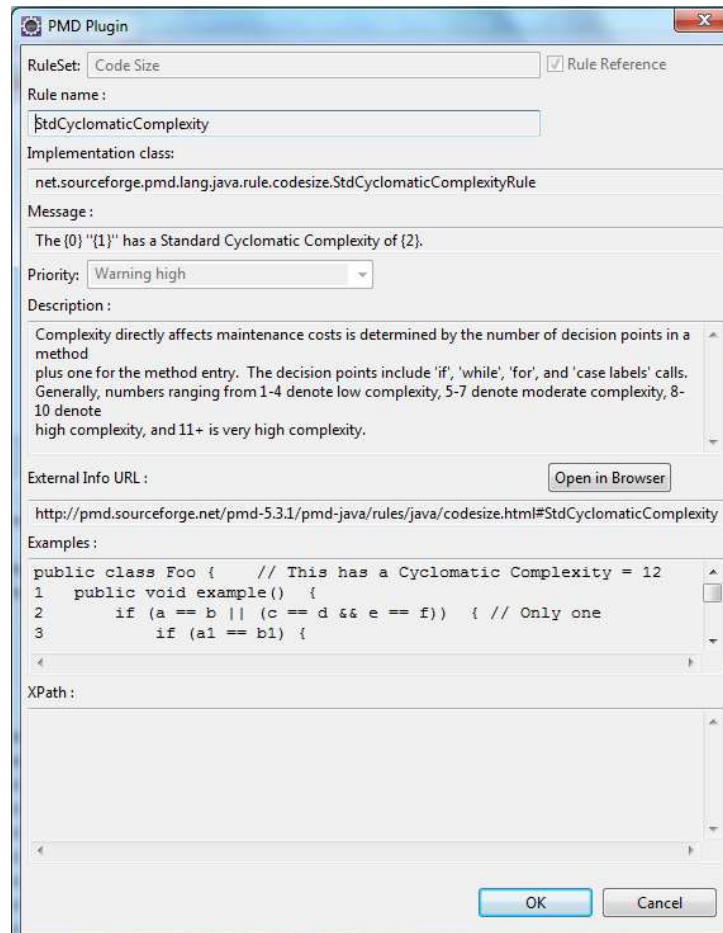 PMD Plugin
RuleSet: Code Size Rule Reference
Rule name :
StdCyclomaticComplexity
Implementation class:
net.sourceforge.pmd.lang.java.rule.codesize.StdCyclomaticComplexityRule
Message :
The {0} "{1}" has a Standard Cyclomatic Complexity of {2}.
Priority: Warning high
Description :
Complexity directly affects maintenance costs is determined by the number of decision points in a
method
plus one for the method entry.  The decision points include 'if', 'while', 'for', and 'case labels' calls.
Generally, numbers ranging from 1-4 denote low complexity, 5-7 denote moderate complexity, 8-
10 denote
high complexity, and 11+ is very high complexity.
External Info URL : Open in Browser
http://pmd.sourceforge.net/pmd-5.3.1/pmd-java/rules/java/codesize.html#StdCyclomaticComplexity
Examples :
public class Foo {    // This has a Cyclomatic Complexity = 12
1   public void example()  {
2       if (a == b || (c == d && e == f))  { // Only one
3           if (a1 == b1) {
XPath :
OK Cancel